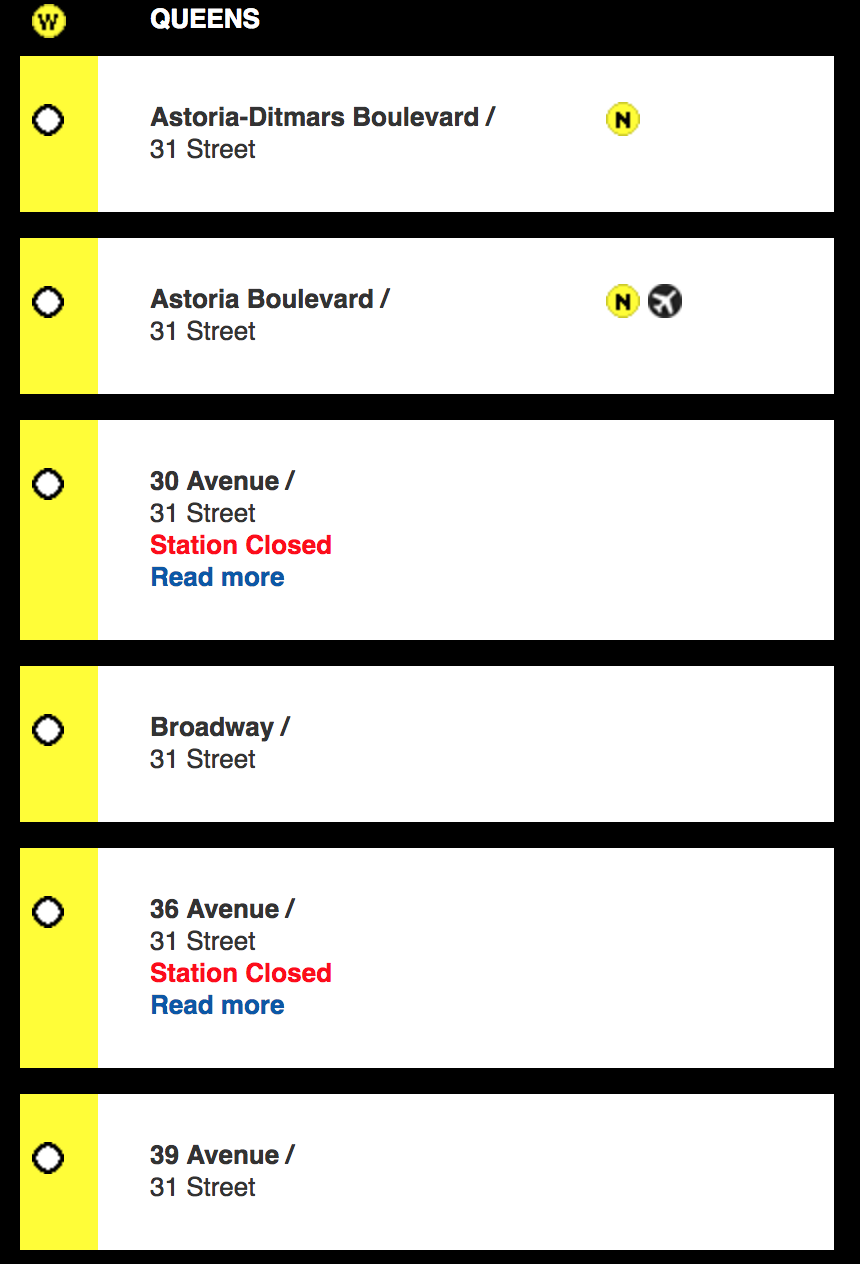 W QUEENS
Astoria-Ditmars Boulevard / N
31 Street
Astoria Boulevard / N
31 Street
30 Avenue /
31 Street
Station Closed
Read more
Broadway /
31 Street
36 Avenue /
31 Street
Station Closed
Read more
39 Avenue /
31 Street